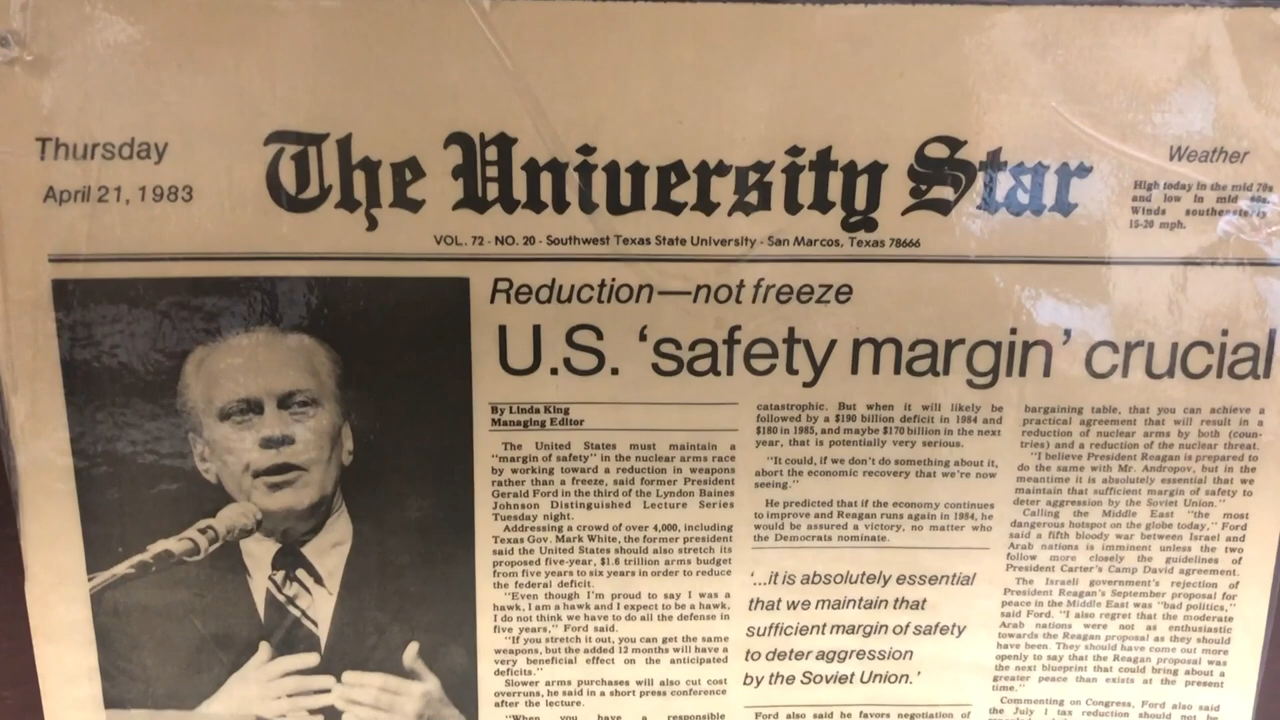 Thursday
April 21, 1983
The University Star
VOL. 72 - NO. 20 - Southwest Texas State University - San Marcos, Texas 78666
Weather
High today in the mid 70s
and low in mid 60s.
Winds southeasterly
15-20 mph.
Reduction—not freeze
U.S. ‘safety margin’ crucial
By Linda King
Managing Editor
The United States must maintain a
"margin of safety" in the nuclear arms race
by working toward a reduction in weapons
rather than a freeze, said former President
Gerald Ford in the third of the Lyndon Baines
Johnson Distinguished Lecture Series
Tuesday night.
Addressing a crowd of over 4,000, including
Texas Gov. Mark White, the former president
said the United States should also stretch its
proposed five-year, $1.6 trillion arms budget
from five years to six years in order to reduce
the federal deficit.
"Even though I'm proud to say I was a
hawk, I am a hawk and I expect to be a hawk,
I do not think we have to do all the defense in
five years," Ford said.
"If you stretch it out, you can get the same
weapons, but the added 12 months will have a
very beneficial effect on the anticipated
deficits."
Slower arms purchases will also cut cost
overruns, he said in a short press conference
after the lecture.
"When you have a responsible
catastrophic. But when it will likely be
followed by a $190 billion deficit in 1984 and
$180 in 1985, and maybe $170 billion in the next
year, that is potentially very serious.
"It could, if we don't do something about it,
abort the economic recovery that we're now
seeing."
He predicted that if the economy continues
to improve and Reagan runs again in 1984, he
would be assured a victory, no matter who
the Democrats nominate.
‘...it is absolutely essential
that we maintain that
sufficient margin of safety
to deter aggression
by the Soviet Union.’
Ford also said he favors negotiation of
bargaining table, that you can achieve a
practical agreement that will result in a
reduction of nuclear arms by both (coun-
tries) and a reduction of the nuclear threat.
"I believe President Reagan is prepared to
do the same with Mr. Andropov, but in the
meantime it is absolutely essential that we
maintain that sufficient margin of safety to
deter aggression by the Soviet Union."
Calling the Middle East "the most
dangerous hotspot on the globe today," Ford
said a fifth bloody war between Israel and
Arab nations is imminent unless the two
follow more closely the guidelines of
President Carter's Camp David agreement.
The Israeli government's rejection of
President Reagan's September proposal for
peace in the Middle East was "bad politics,"
said Ford. "I also regret that the moderate
Arab nations were not as enthusiastic
towards the Reagan proposal as they should
have been. They should have come out more
openly to say that the Reagan proposal was
the next blueprint that could bring about a
greater peace than exists at the present
time."
Commenting on Congress, Ford also said
the July 1 tax reduction should not